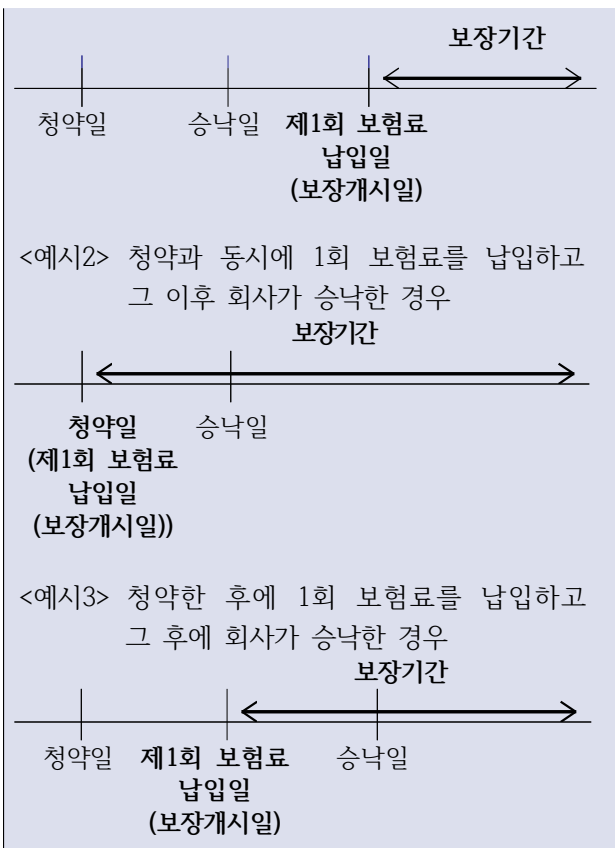 보장기간
청약일 승낙일 제1회 보험료
납입일
(보장개시일)
<예시2> 청약과 동시에 1회 보험료를 납입하고
그 이후 회사가 승낙한 경우
보장기간
청약일 승낙일
(제1회 보험료
납입일
(보장개시일))
<예시3> 청약한 후에 1회 보험료를 납입하고
그 후에 회사가 승낙한 경우
보장기간
청약일 제1회 보험료 승낙일
납입일
(보장개시일)